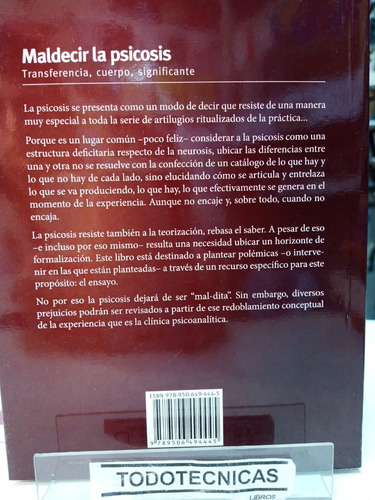 Maldecir la psicosis
Transferencia, cuerpo, significante
La psicosis se presenta como un modo de decir que resiste de una manera
muy especial a toda la serie de artilugios ritualizados de la práctica...
Porque es un lugar común –poco feliz– considerar a la psicosis como una
estructura deficitaria respecto de la neurosis, ubicar las diferencias entre
una y otra no se resuelve con la confección de un catálogo de lo que hay y
lo que no hay de cada lado, sino elucidando cómo se articula y entrelaza
lo que se va produciendo, lo que hay, lo que efectivamente se genera en el
momento de la experiencia. Aunque no encaje y, sobre todo, cuando no
encaja.
La psicosis resiste también a la teorización, rebasa el saber. A pesar de eso
–e incluso por eso mismo– resulta una necesidad ubicar un horizonte de
formalización. Este libro está destinado a plantear polémicas –o interve-
nir en las que están planteadas– a través de un recurso específico para este
propósito: el ensayo.
No por eso la psicosis dejará de ser "mal-dita". Sin embargo, diversos
prejuicios podrán ser revisados a partir de ese redoblamiento conceptual
de la experiencia que es la clínica psicoanalítica.
ISBN 978-950-649-444-5
9789506494445
TODOTECNICAS
LIBROS